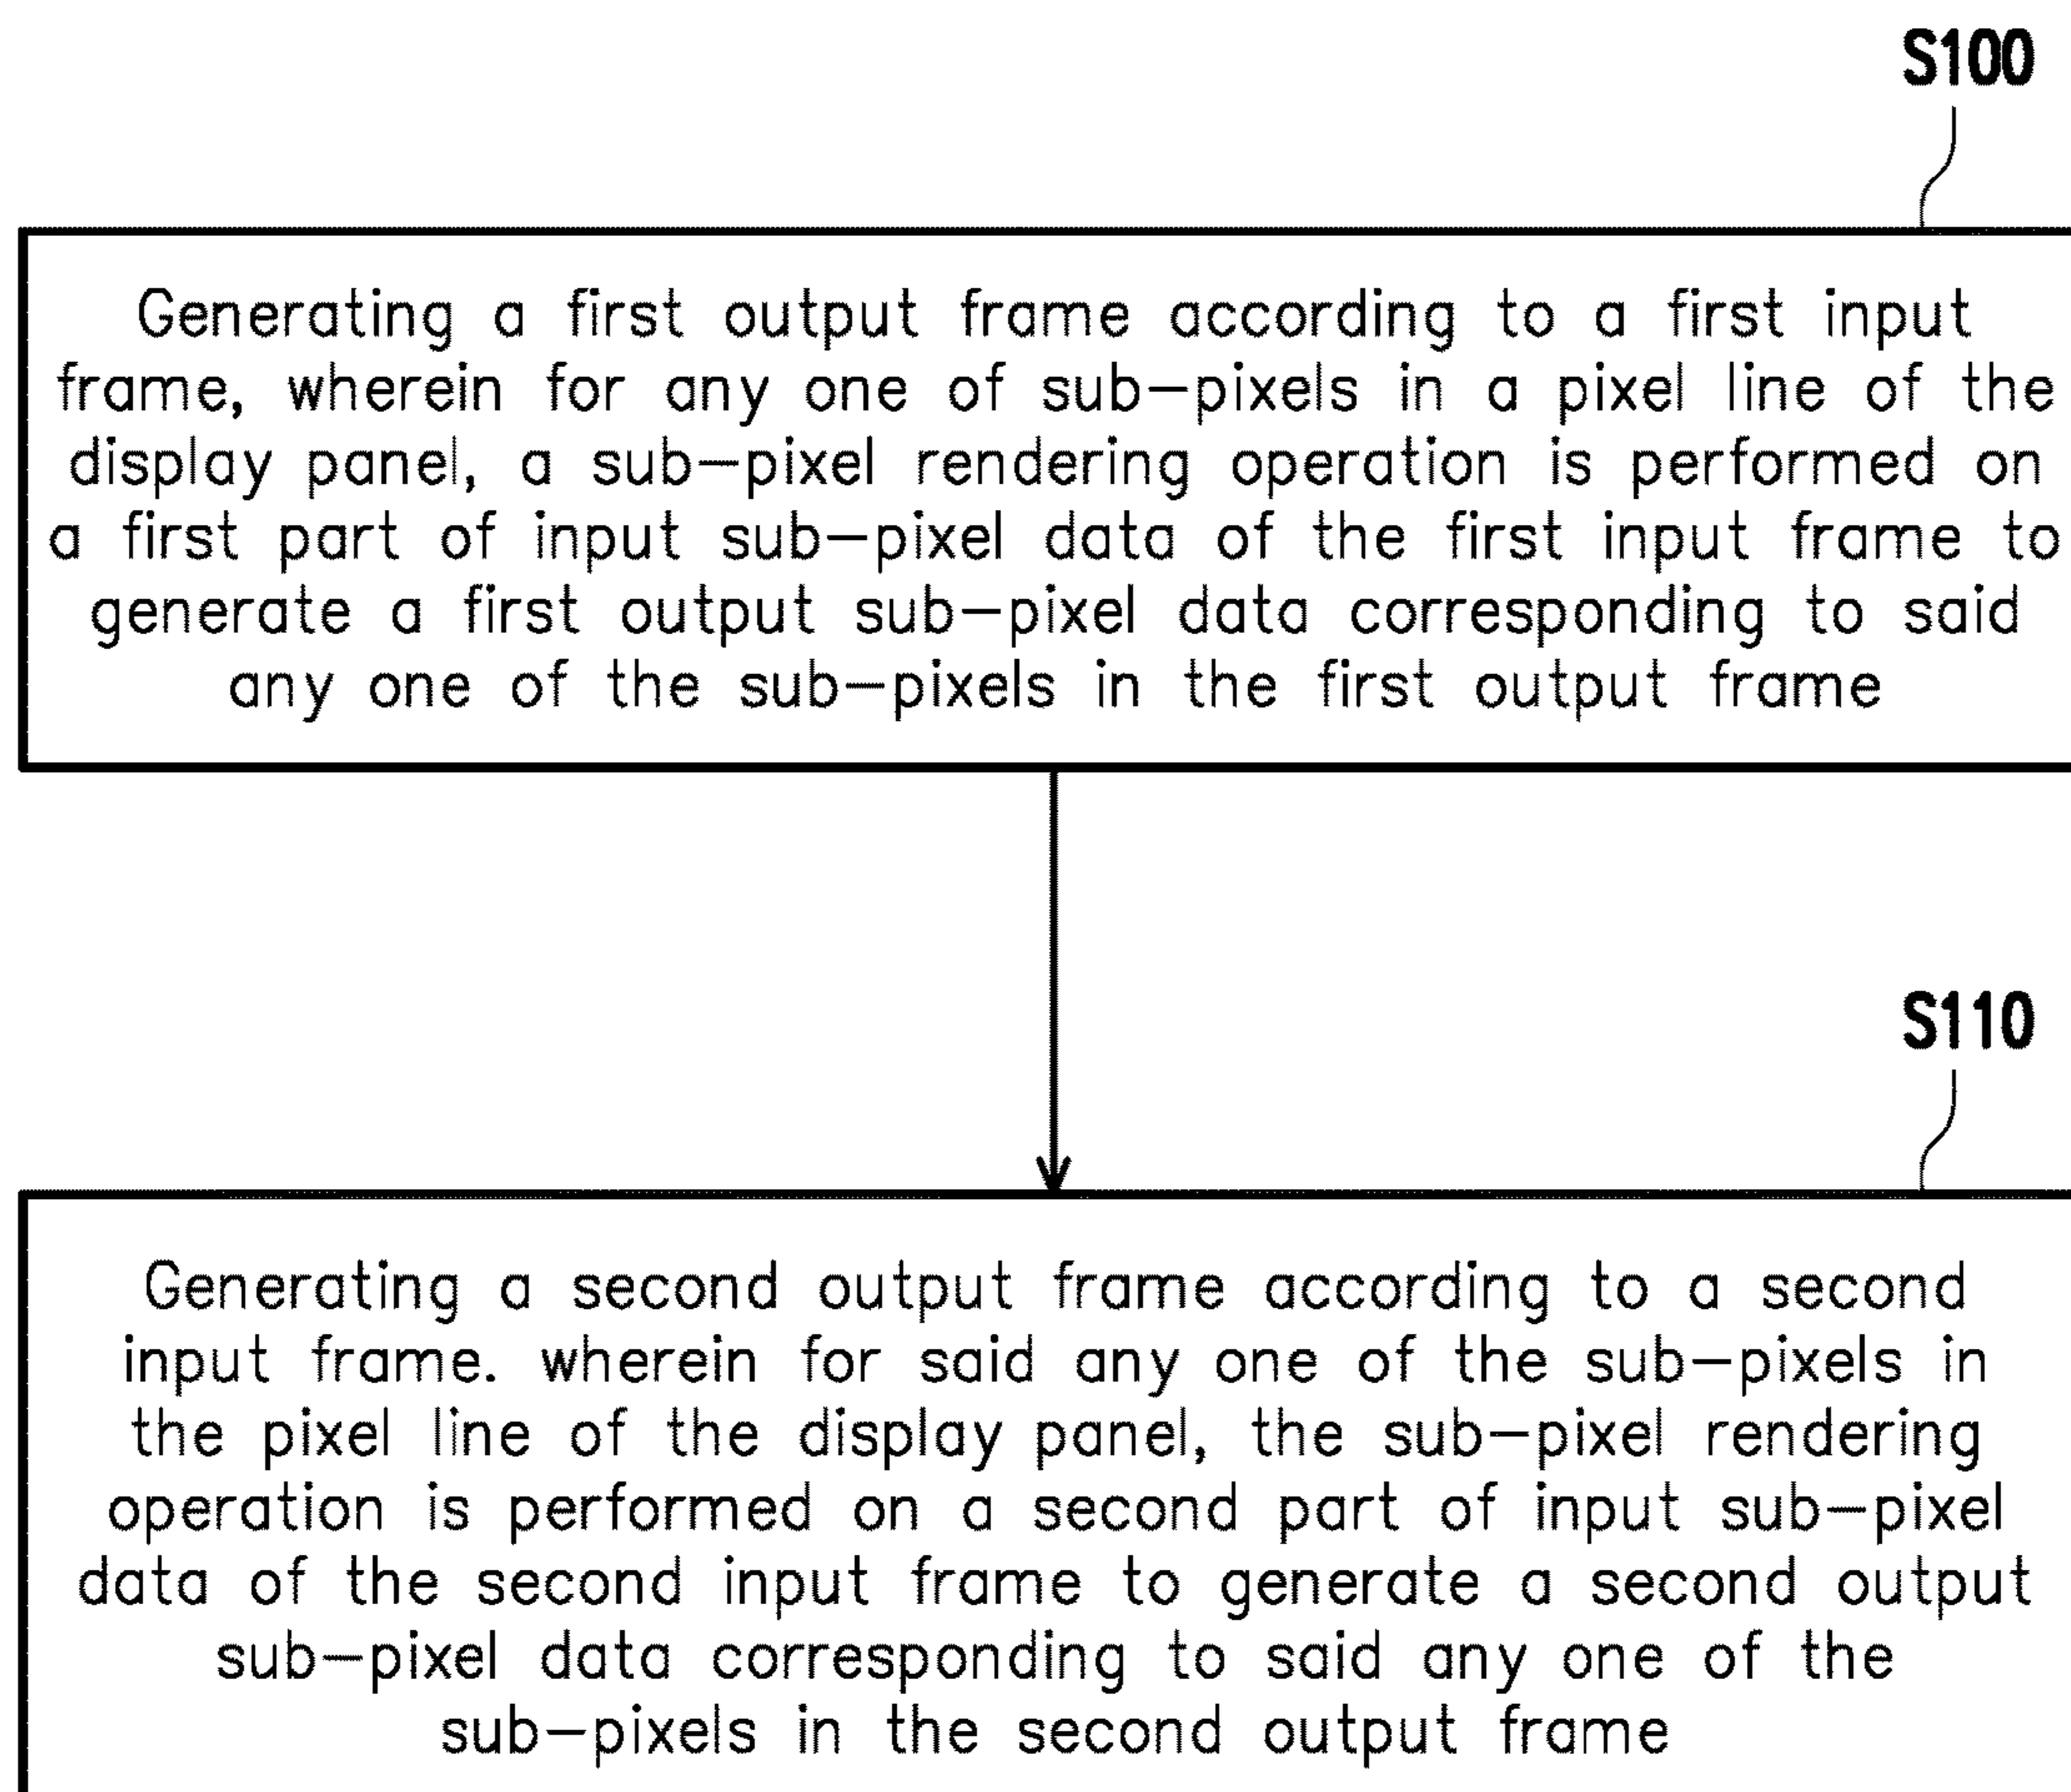 S100
Generating a first output frame according to a first input
frame, wherein for any one of sub-pixels in a pixel line of the
display panel, a sub-pixel rendering operation is performed on
a first part of input sub-pixel data of the first input frame to
generate a first output sub-pixel data corresponding to said
any one of the sub-pixels in the first output frame
S110
Generating a second output frame according to a second
input frame. wherein for said any one of the sub-pixels in
the pixel line of the display panel, the sub-pixel rendering
operation is performed on a second part of input sub-pixel
data of the second input frame to generate a second output
sub-pixel data corresponding to said any one of the
sub-pixels in the second output frame